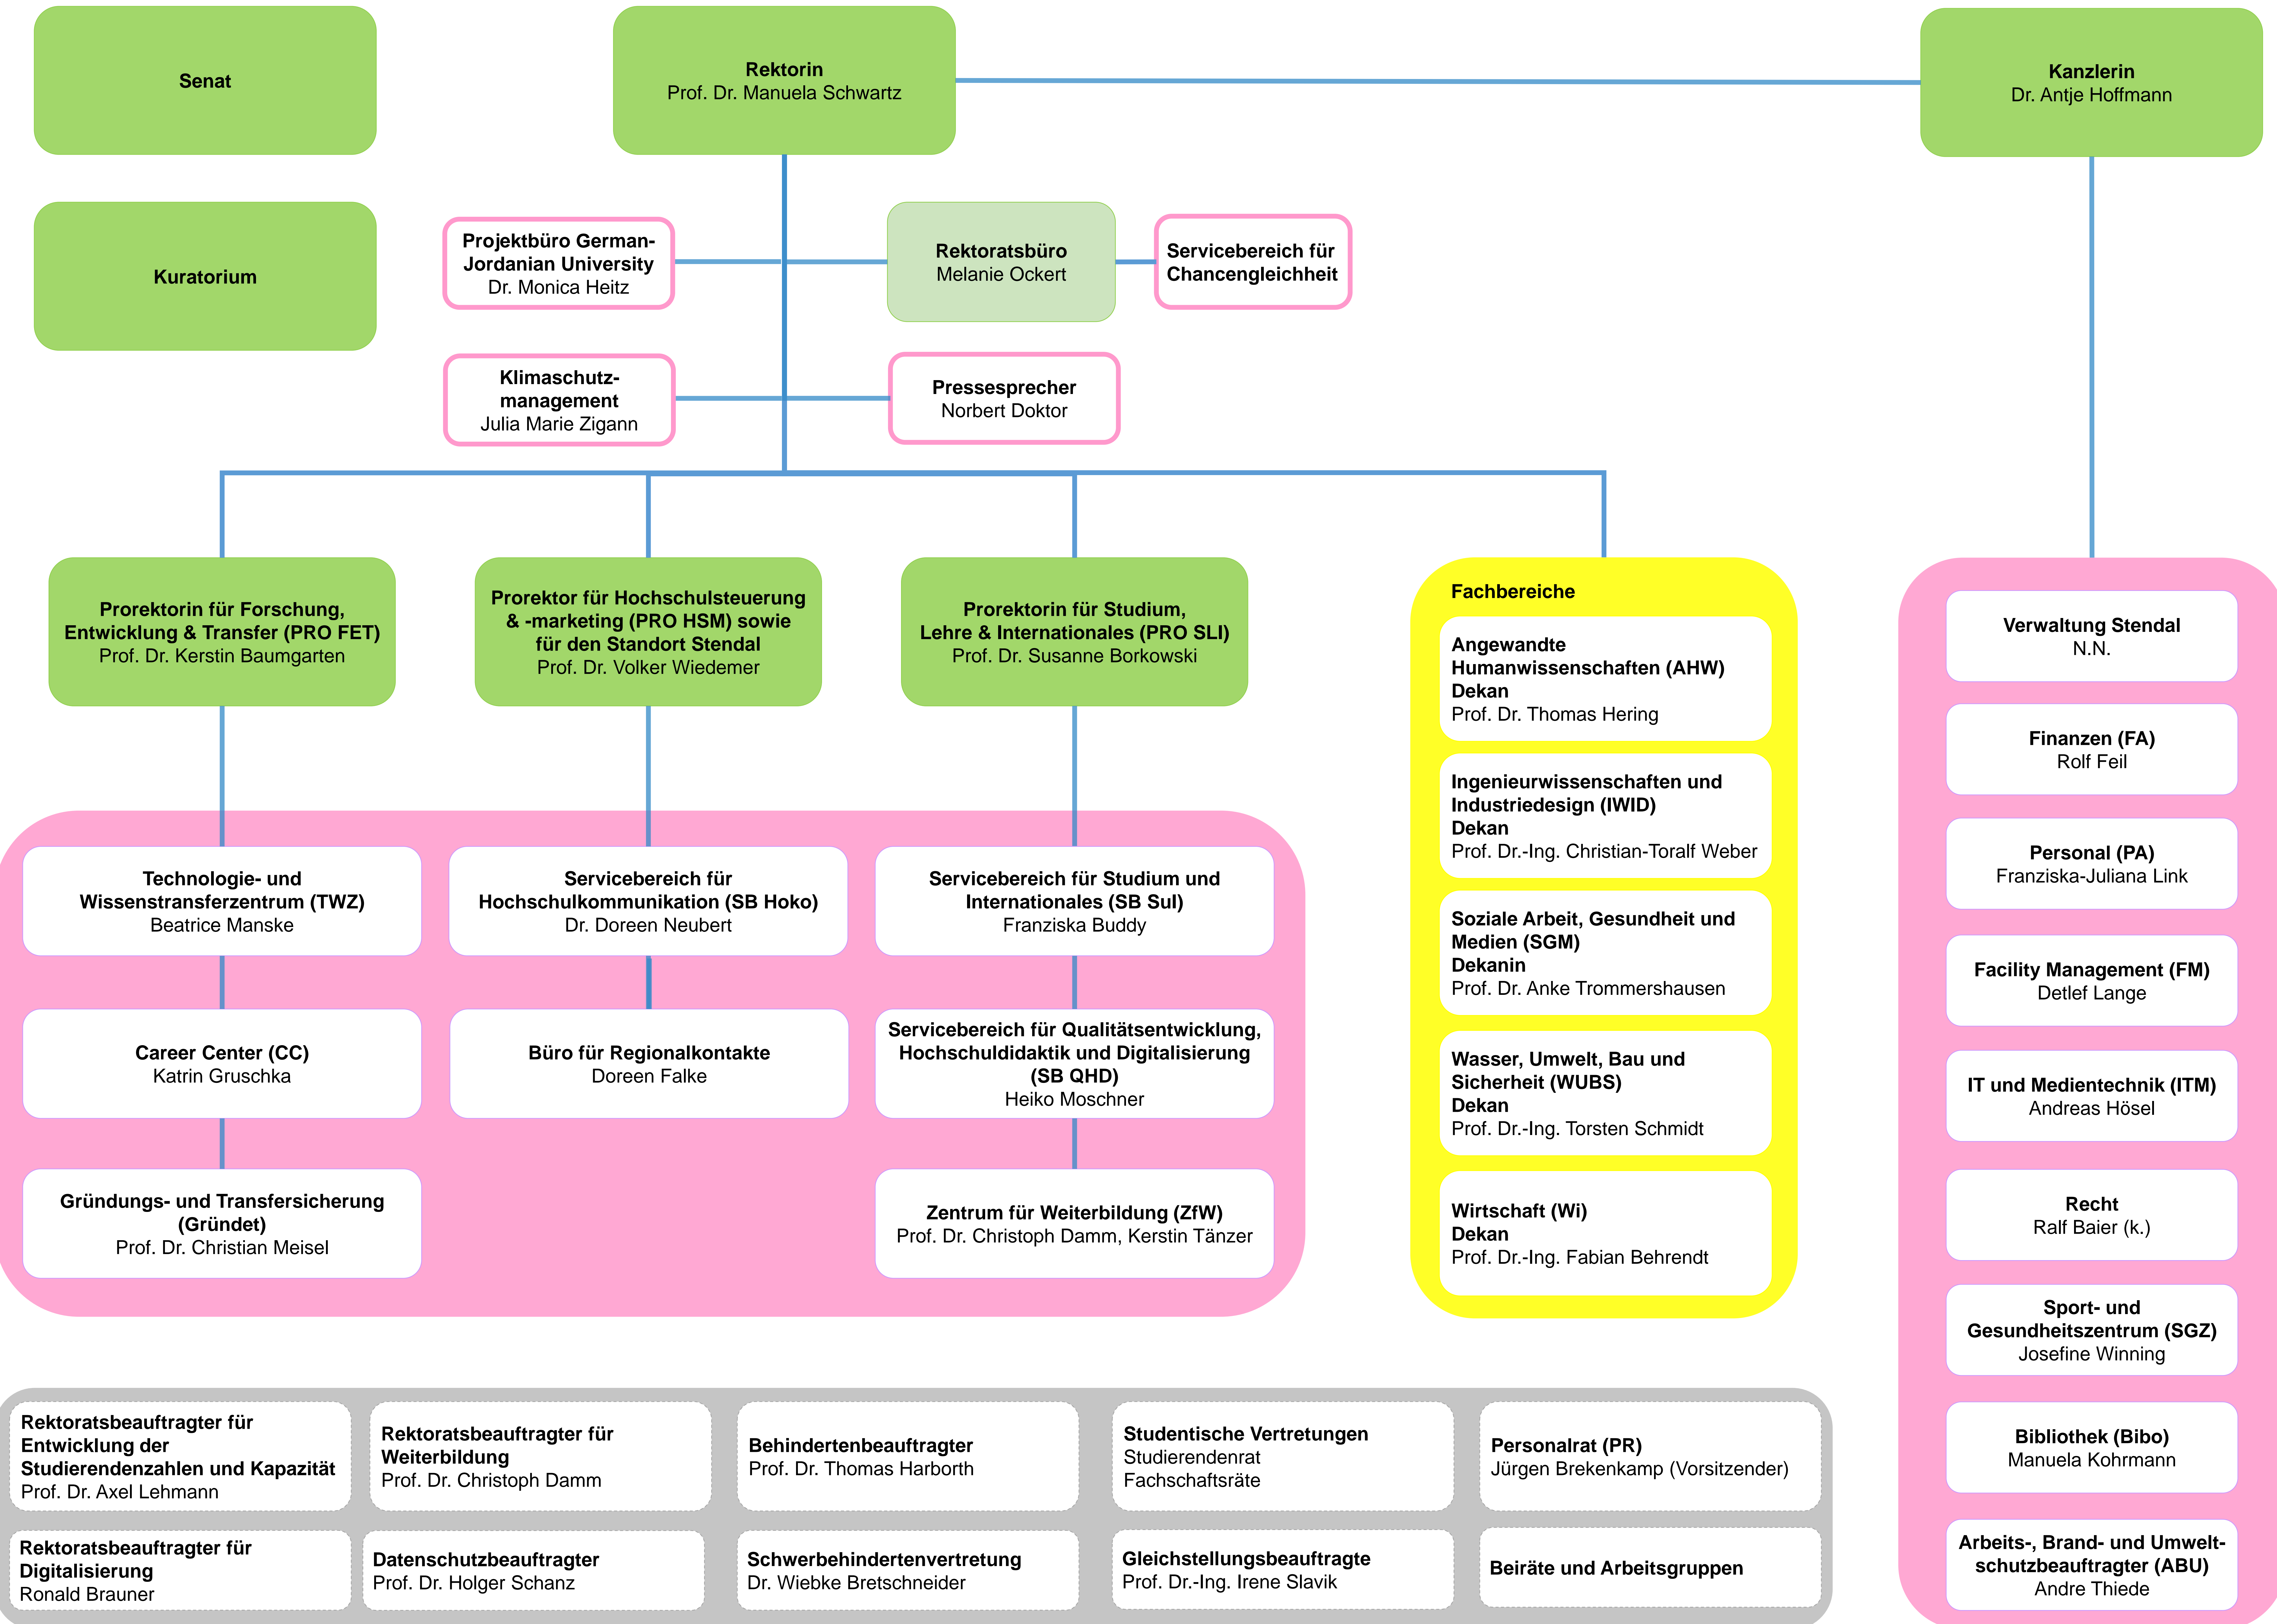 Senat
Rektorin
Prof. Dr. Manuela Schwartz
Kanzlerin
Dr. Antje Hoffmann
Kuratorium
Projektbüro German-
Jordanian University
Dr. Monica Heitz
Rektoratsbüro
Melanie Ockert
Servicebereich für
Chancengleichheit
Klimaschutz-
management
Julia Marie Zigann
Pressesprecher
Norbert Doktor
Prorektorin für Forschung,
Entwicklung & Transfer (PRO FET)
Prof. Dr. Kerstin Baumgarten
Prorektor für Hochschulsteuerung
& -marketing (PRO HSM) sowie
für den Standort Stendal
Prof. Dr. Volker Wiedemer
Prorektorin für Studium,
Lehre & Internationales (PRO SLI)
Prof. Dr. Susanne Borkowski
Technologie- und
Wissenstransferzentrum (TWZ)
Beatrice Manske
Servicebereich für
Hochschulkommunikation (SB Hoko)
Dr. Doreen Neubert
Servicebereich für Studium und
Internationales (SB SuI)
Franziska Buddy
Career Center (CC)
Katrin Gruschka
Büro für Regionalkontakte
Doreen Falke
Servicebereich für Qualitätsentwicklung,
Hochschuldidaktik und Digitalisierung
(SB QHD)
Heiko Moschner
Gründungs- und Transfersicherung
(Gründet)
Prof. Dr. Christian Meisel
Zentrum für Weiterbildung (ZfW)
Prof. Dr. Christoph Damm, Kerstin Tänzer
Fachbereiche
Angewandte
Humanwissenschaften (AHW)
Dekan
Prof. Dr. Thomas Hering
Ingenieurwissenschaften und
Industriedesign (IWID)
Dekan
Prof. Dr.-Ing. Christian-Toralf Weber
Soziale Arbeit, Gesundheit und
Medien (SGM)
Dekanin
Prof. Dr. Anke Trommershausen
Wasser, Umwelt, Bau und
Sicherheit (WUBS)
Dekan
Prof. Dr.-Ing. Torsten Schmidt
Wirtschaft (Wi)
Dekan
Prof. Dr.-Ing. Fabian Behrendt
Verwaltung Stendal
N.N.
Finanzen (FA)
Rolf Feil
Personal (PA)
Franziska-Juliana Link
Facility Management (FM)
Detlef Lange
IT und Medientechnik (ITM)
Andreas Hösel
Recht
Ralf Baier (k.)
Sport- und
Gesundheitszentrum (SGZ)
Josefine Winning
Bibliothek (Bibo)
Manuela Kohrmann
Arbeits-, Brand- und Umwelt-
schutzbeauftragter (ABU)
Andre Thiede
Rektoratsbeauftragter für
Entwicklung der
Studierendenzahlen und Kapazität
Prof. Dr. Axel Lehmann
Rektoratsbeauftragter für
Weiterbildung
Prof. Dr. Christoph Damm
Behindertenbeauftragter
Prof. Dr. Thomas Harborth
Studentische Vertretungen
Studierendenrat
Fachschaftsräte
Personalrat (PR)
Jürgen Brekenkamp (Vorsitzender)
Rektoratsbeauftragter für
Digitalisierung
Ronald Brauner
Datenschutzbeauftragter
Prof. Dr. Holger Schanz
Schwerbehindertenvertretung
Dr. Wiebke Bretschneider
Gleichstellungsbeauftragte
Prof. Dr.-Ing. Irene Slavik
Beiräte und Arbeitsgruppen